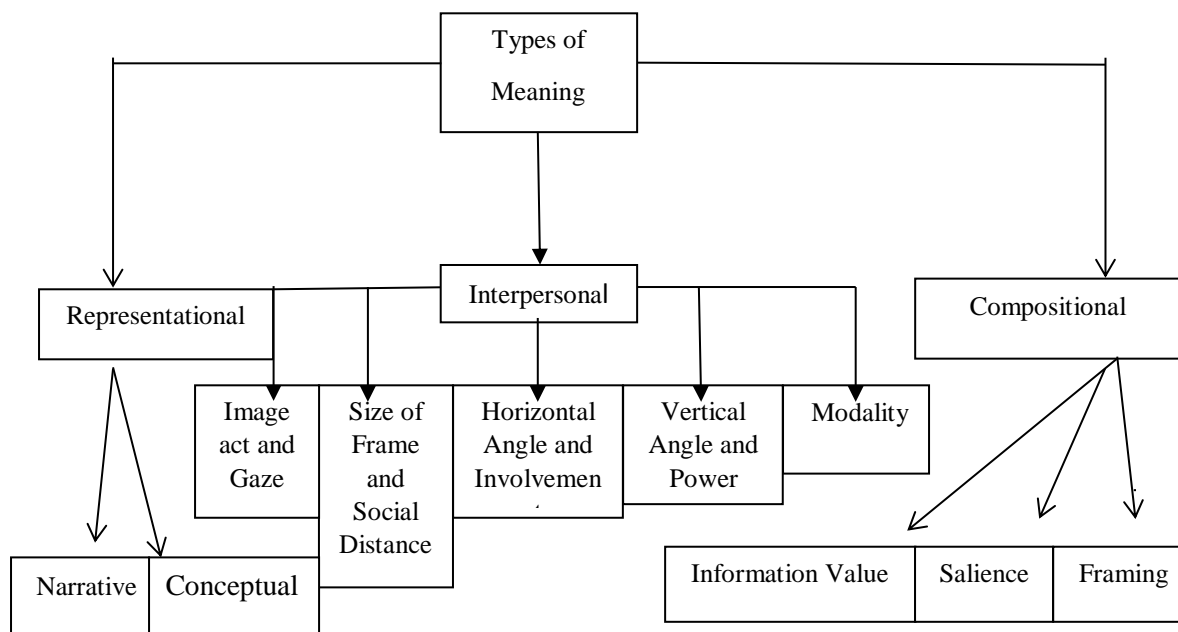 Types of
Meaning
Representational
Interpersonal
Compositional
Image
act and
Gaze
Size of
Frame
and
Social
Distance
Horizontal
Angle and
Involvemen
Vertical
Angle and
Power
Modality
Narrative
Conceptual
Information Value
Salience
Framing